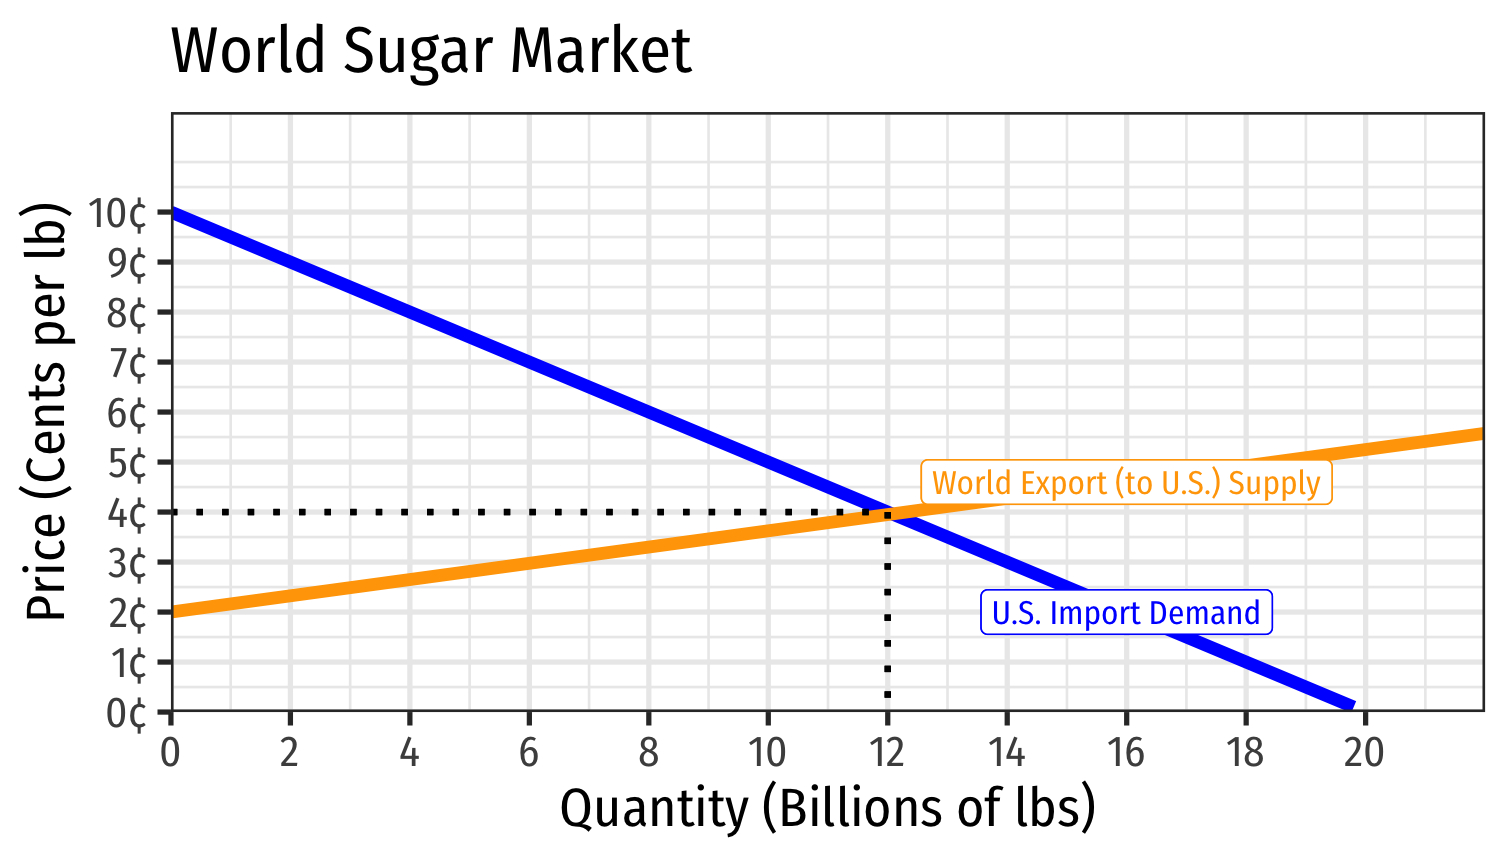 World Sugar Market
Price (Cents per lb)
10¢
9¢
8¢
7¢
6¢
5¢
4¢
3¢
2¢
1¢
0¢
World Export (to U.S.) Supply
U.S. Import Demand
0 2 4 6 8 10 12 14 16 18 20
Quantity (Billions of lbs)